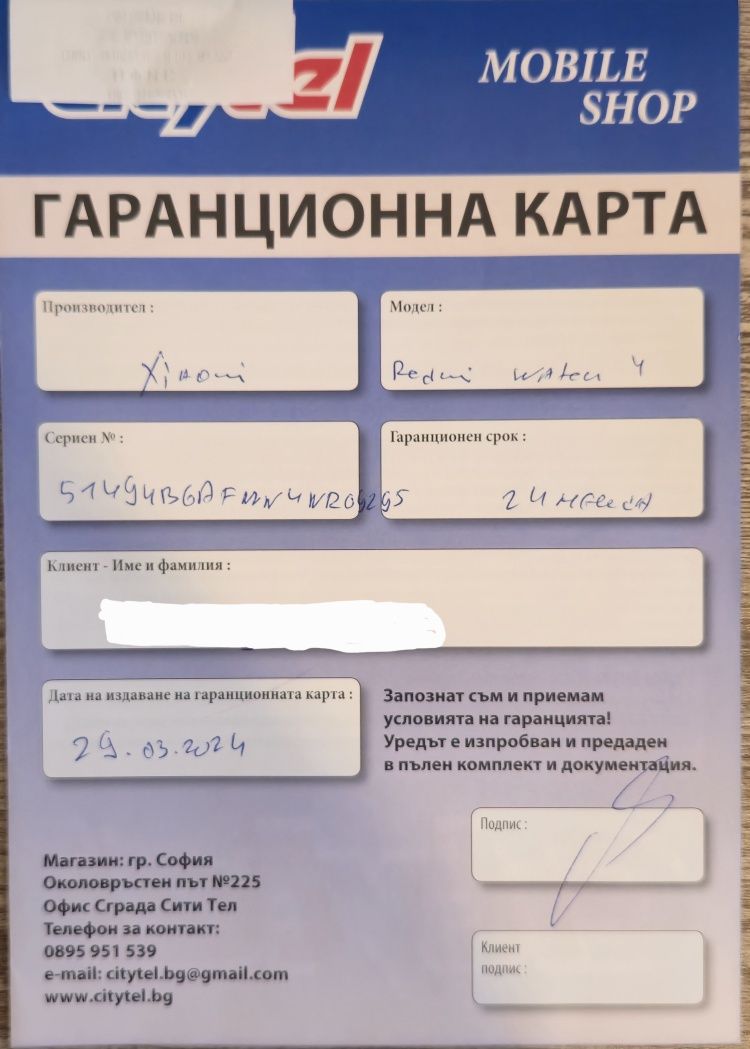 Citytel
MOBILE
SHOP
ГАРАНЦИОННА КАРТА
Производител :
Xiaomi
Модел :
Redmi watch 4
Сериен № :
Гаранционен срок :
24 месеса
Клиент - Име и фамилия :
Дата на издаване на гаранционната карта :
29.03.2024
Запознат съм и приемам
условията на гаранцията!
Уредът е изпробван и предаден
в пълен комплект и документация.
Подпис :
Магазин: гр. София
Околовръстен път №225
Офис Сграда Сити Тел
Телефон за контакт:
0895 951 539
e-mail: citytel.bg@gmail.com
www.citytel.bg
Клиент
подпис :